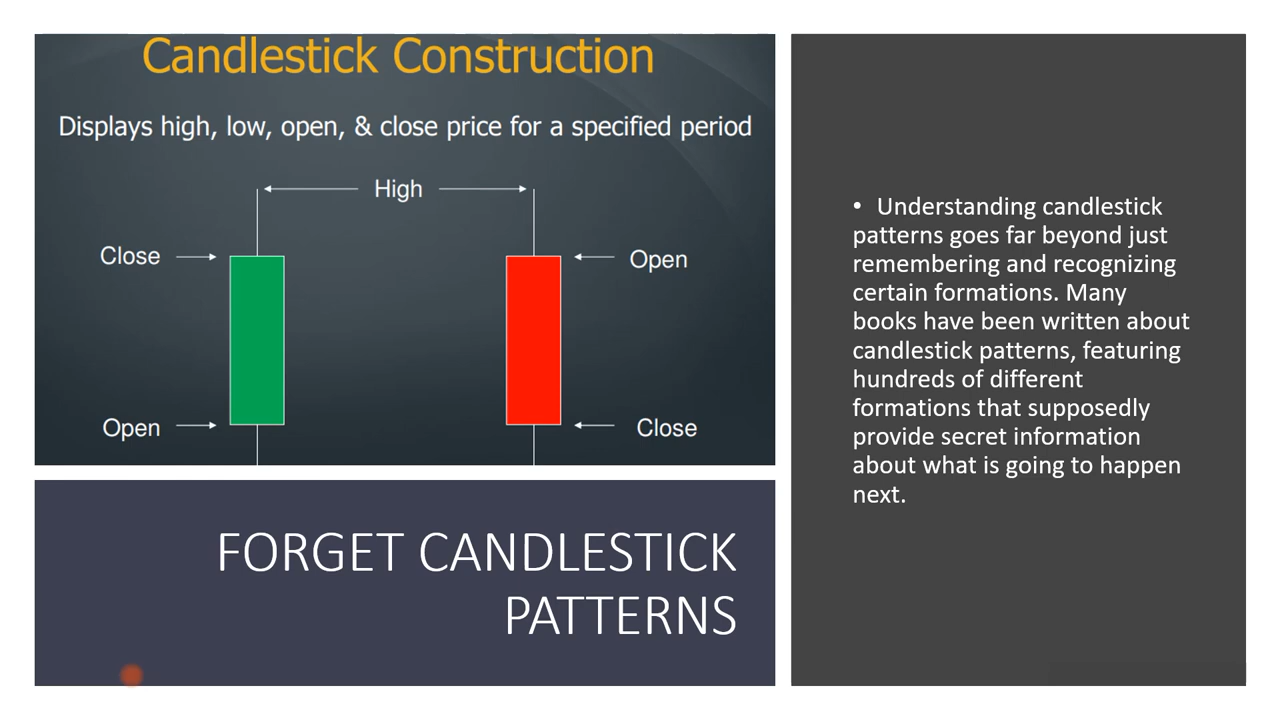 Candlestick Construction
Displays high, low, open, & close price for a specified period
High
Close
Open
Open
Close
FORGET CANDLESTICK
PATTERNS
• Understanding candlestick
patterns goes far beyond just
remembering and recognizing
certain formations. Many
books have been written about
candlestick patterns, featuring
hundreds of different
formations that supposedly
provide secret information
about what is going to happen
next.